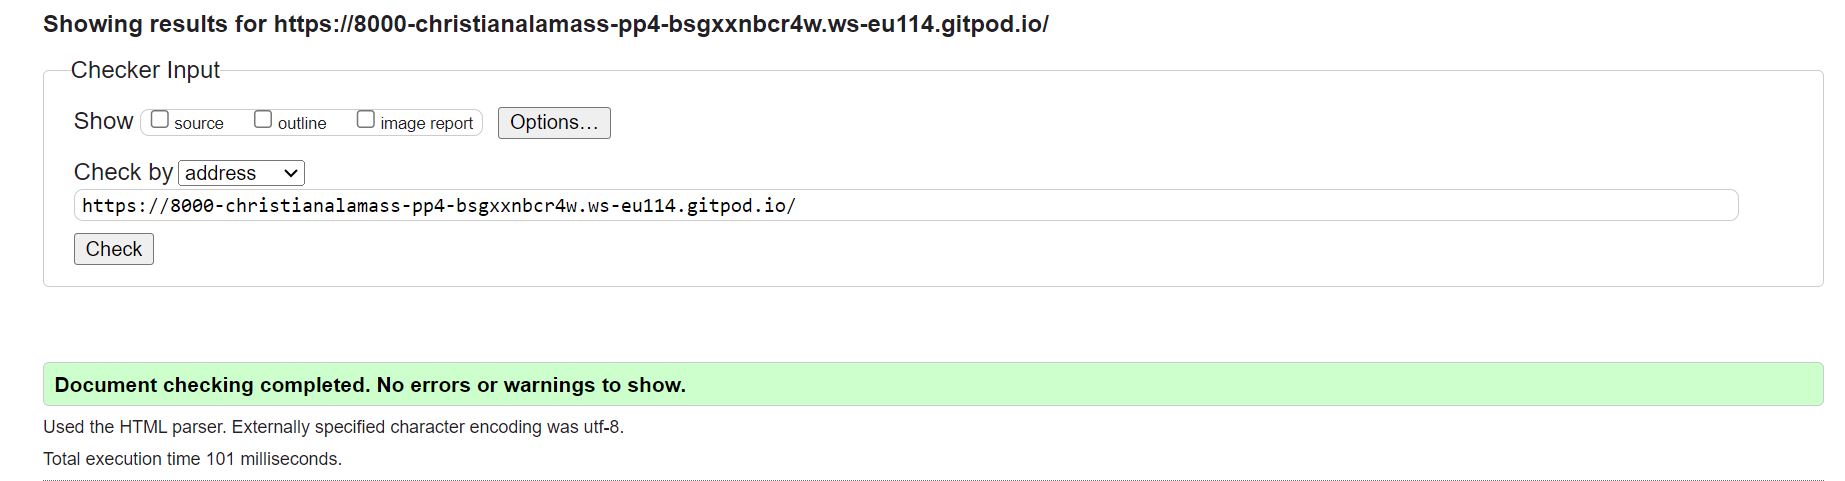 Showing results for https://8000-christianalamass-pp4-bsgxxnbcr4w.ws-eu114.gitpod.io/
Checker Input
Show source outline image report Options...
Check by address
https://8000-christianalamass-pp4-bsgxxnbcr4w.ws-eu114.gitpod.io/
Check
Document checking completed. No errors or warnings to show.
Used the HTML parser. Externally specified character encoding was utf-8.
Total execution time 101 milliseconds.